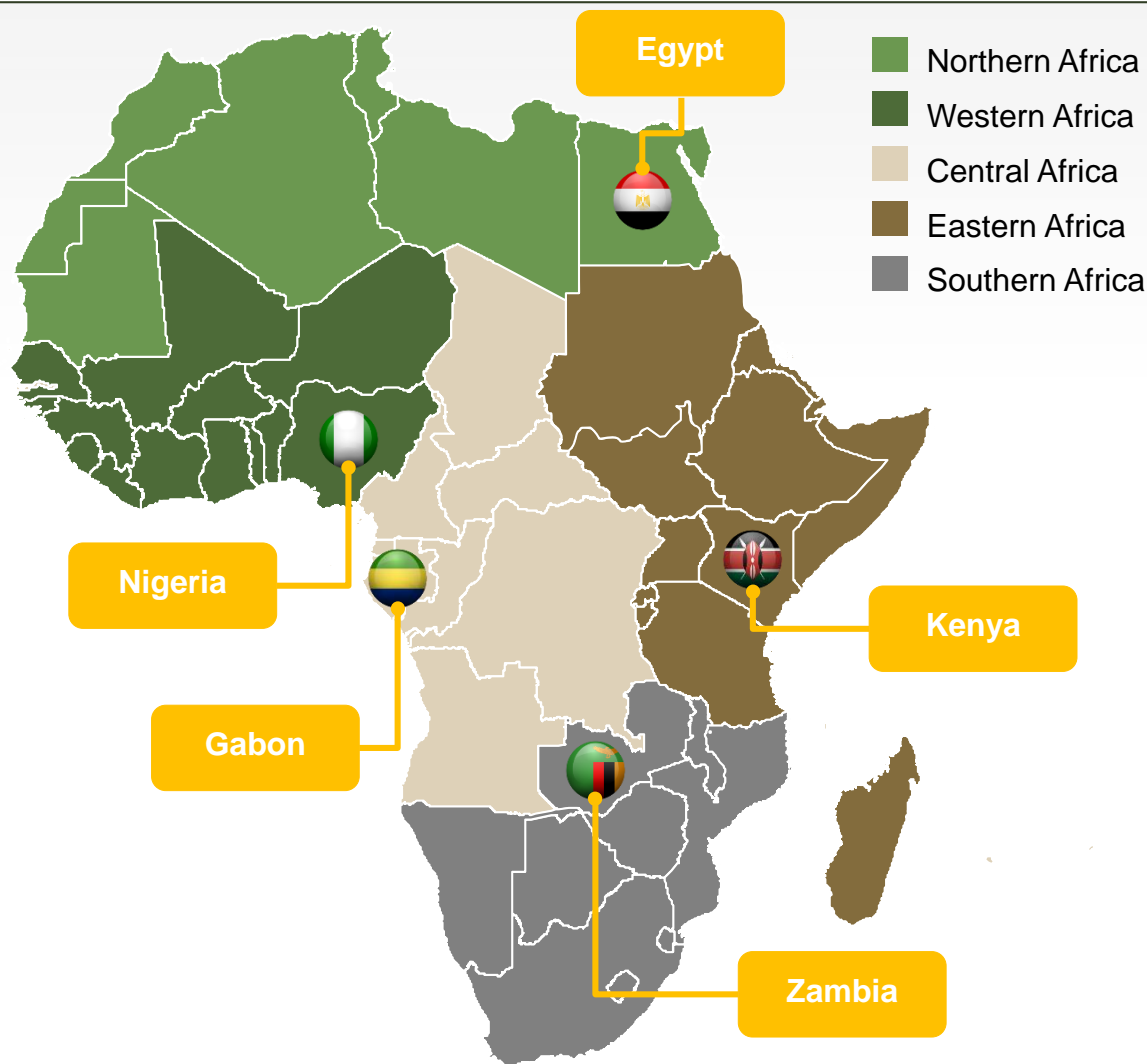 Egypt
Northern Africa
Western Africa
Central Africa
Eastern Africa
Southern Africa
Nigeria
Kenya
Gabon
Zambia